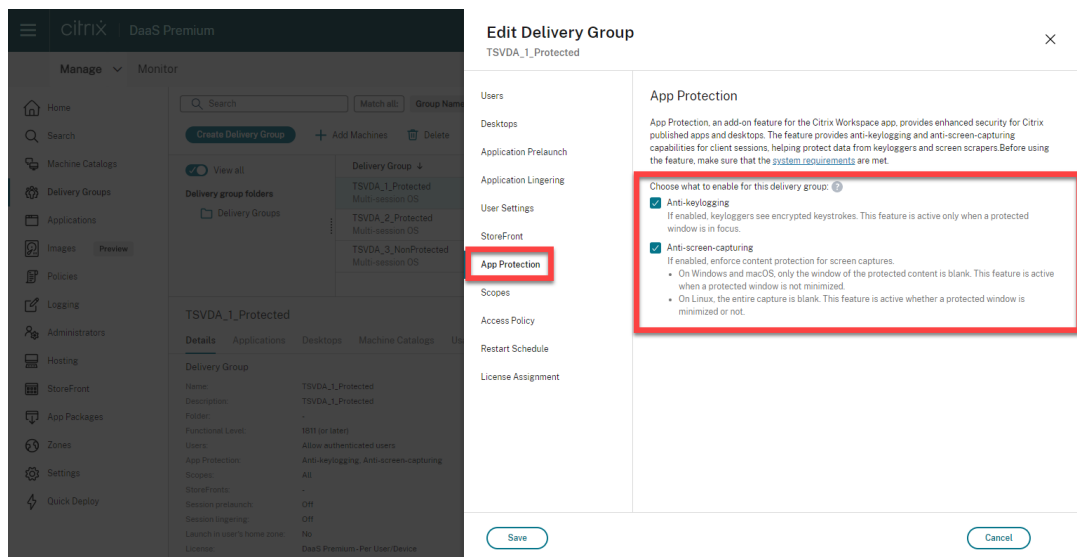 citrix | DaaS Premium
Manage
Monitor
Home
Search
Machine Catalogs
Delivery Groups
Applications
Images Preview
Policies
Logging
Administrators
Hosting
StoreFront
App Packages
Zones
Settings
Quick Deploy
Search
Match all:
Group Name
Create Delivery Group
Add Machines
Delete
View all
Delivery group folders
Delivery Groups
Delivery Group ↓
TSVDA_1_Protected
Multi-session OS
TSVDA_2_Protected
Multi-session OS
TSVDA_3_NonProtected
Multi-session OS
TSVDA_1_Protected
Details Applications Desktops Machine Catalogs
Delivery Group
Name: TSVDA_1_Protected
Description: TSVDA_1_Protected
Folder: -
Functional Level: 1811 (or later)
Users: Allow authenticated users
App Protection: Anti-keylogging, Anti-screen-capturing
Scopes: All
StoreFronts: -
Session prelaunch: Off
Session lingering: Off
Launch in user's home zone: No
License: DaaS Premium - Per User/Device
Edit Delivery Group
TSVDA_1_Protected
Users
Desktops
Application Prelaunch
Application Lingering
User Settings
StoreFront
App Protection
Scopes
Access Policy
Restart Schedule
License Assignment
App Protection
App Protection, an add-on feature for the Citrix Workspace app, provides enhanced security for Citrix
published apps and desktops. The feature provides anti-keylogging and anti-screen-capturing
capabilities for client sessions, helping protect data from keyloggers and screen scrapers.Before using
the feature, make sure that the system requirements are met.
Choose what to enable for this delivery group: ?
Anti-keylogging
If enabled, keyloggers see encrypted keystrokes. This feature is active only when a protected
window is in focus.
Anti-screen-capturing
If enabled, enforce content protection for screen captures.
• On Windows and macOS, only the window of the protected content is blank. This feature is active
when a protected window is not minimized.
• On Linux, the entire capture is blank. This feature is active whether a protected window is
minimized or not.
Save
Cancel